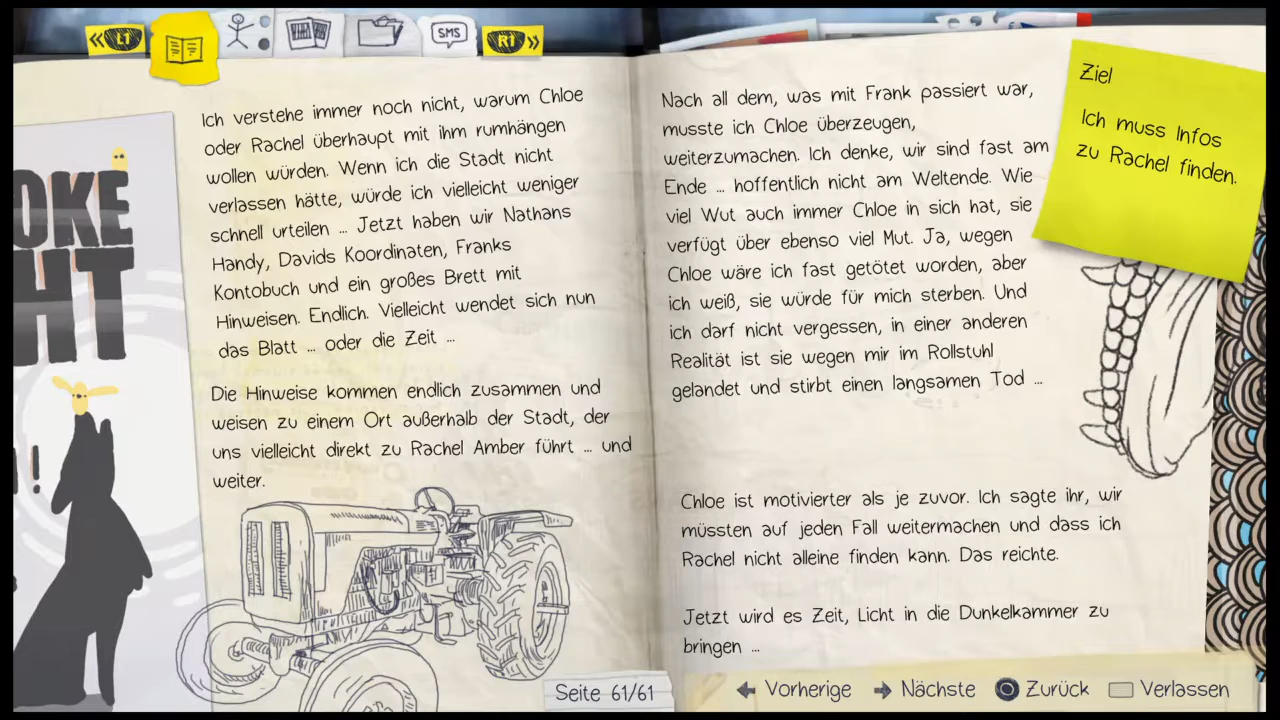 L1
SMS
R1
OKE
HT
!
Ich verstehe immer noch nicht, warum Chloe
oder Rachel überhaupt mit ihm rumhängen
wollen würden. Wenn ich die Stadt nicht
verlassen hätte, würde ich vielleicht weniger
schnell urteilen ... Jetzt haben wir Nathans
Handy, Davids Koordinaten, Franks
Kontobuch und ein großes Brett mit
Hinweisen. Endlich. Vielleicht wendet sich nun
das Blatt ... oder die Zeit ...
Die Hinweise kommen endlich zusammen und
weisen zu einem Ort außerhalb der Stadt, der
uns vielleicht direkt zu Rachel Amber führt ... und
weiter.
Nach all dem, was mit Frank passiert war,
musste ich Chloe überzeugen,
weiterzumachen. Ich denke, wir sind fast am
Ende ... hoffentlich nicht am Weltende. Wie
viel Wut auch immer Chloe in sich hat, sie
verfügt über ebenso viel Mut. Ja, wegen
Chloe wäre ich fast getötet worden, aber
ich weiß, sie würde für mich sterben. Und
ich darf nicht vergessen, in einer anderen
Realität ist sie wegen mir im Rollstuhl
gelandet und stirbt einen langsamen Tod ...
Chloe ist motivierter als je zuvor. Ich sagte ihr, wir
müssten auf jeden Fall weitermachen und dass ich
Rachel nicht alleine finden kann. Das reichte.
Jetzt wird es Zeit, Licht in die Dunkelkammer zu
bringen ...
Ziel
Ich muss Infos
zu Rachel finden.
Seite 61/61
Vorherige Nächste Zurück Verlassen